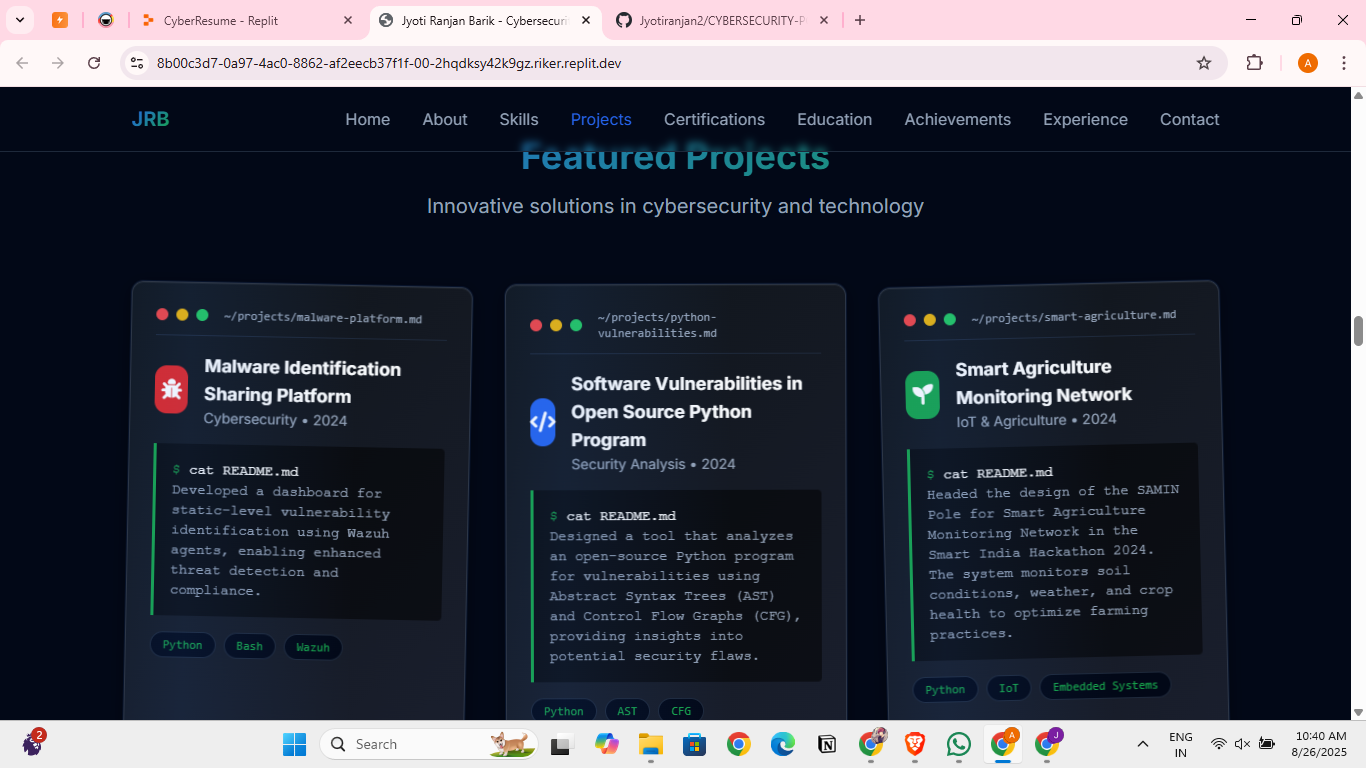 CyberResume - Replit
Jyoti Ranjan Barik - Cybersecuri
Jyotiranjan2/CYBERSECURITY-P
8b00c3d7-0a97-4ac0-8862-af2eecb37f1f-00-2hqdksy42k9gz.riker.replit.dev
A
JRB
Home
About
Skills
Projects
Certifications
Education
Achievements
Experience
Contact
Featured Projects
Innovative solutions in cybersecurity and technology
~/projects/malware-platform.md
Malware Identification
Sharing Platform
Cybersecurity • 2024
$ cat README.md
Developed a dashboard for
static-level vulnerability
identification using Wazuh
agents, enabling enhanced
threat detection and
compliance.
Python
Bash
Wazuh
~/projects/python-
vulnerabilities.md
</>
Software Vulnerabilities in
Open Source Python
Program
Security Analysis • 2024
$ cat README.md
Designed a tool that analyzes
an open-source Python program
for vulnerabilities using
Abstract Syntax Trees (AST)
and Control Flow Graphs (CFG),
providing insights into
potential security flaws.
Python
AST
CFG
~/projects/smart-agriculture.md
Smart Agriculture
Monitoring Network
IoT & Agriculture • 2024
$ cat README.md
Headed the design of the SAMIN
Pole for Smart Agriculture
Monitoring Network in the
Smart India Hackathon 2024.
The system monitors soil
conditions, weather, and crop
health to optimize farming
practices.
Python
IoT
Embedded Systems
2
Search
A
J
ENG
IN
10:40 AM
8/26/2025